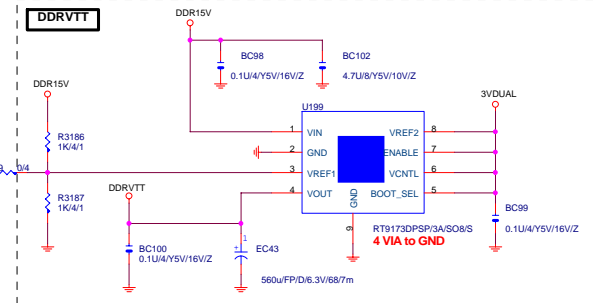 DDRVTT
DDR15V
BC98
0.1U/4/Y5V/16V/Z
BC102
4.7U/8/Y5V/10V/Z
DDR15V
3VDUAL
U199
R3186
1K/4/1
1 VIN VREF2 8
2 GND ENABLE 7
3 VREF1 VCNTL 6
4 VOUT BOOT_SEL 5
GND
9
0/4
R3187
1K/4/1
DDRVTT
BC99
0.1U/4/Y5V/16V/Z
RT9173DPSP/3A/SO8/S
4 VIA to GND
BC100
0.1U/4/Y5V/16V/Z
1
+
EC43
560u/FP/D/6.3V/68/7m